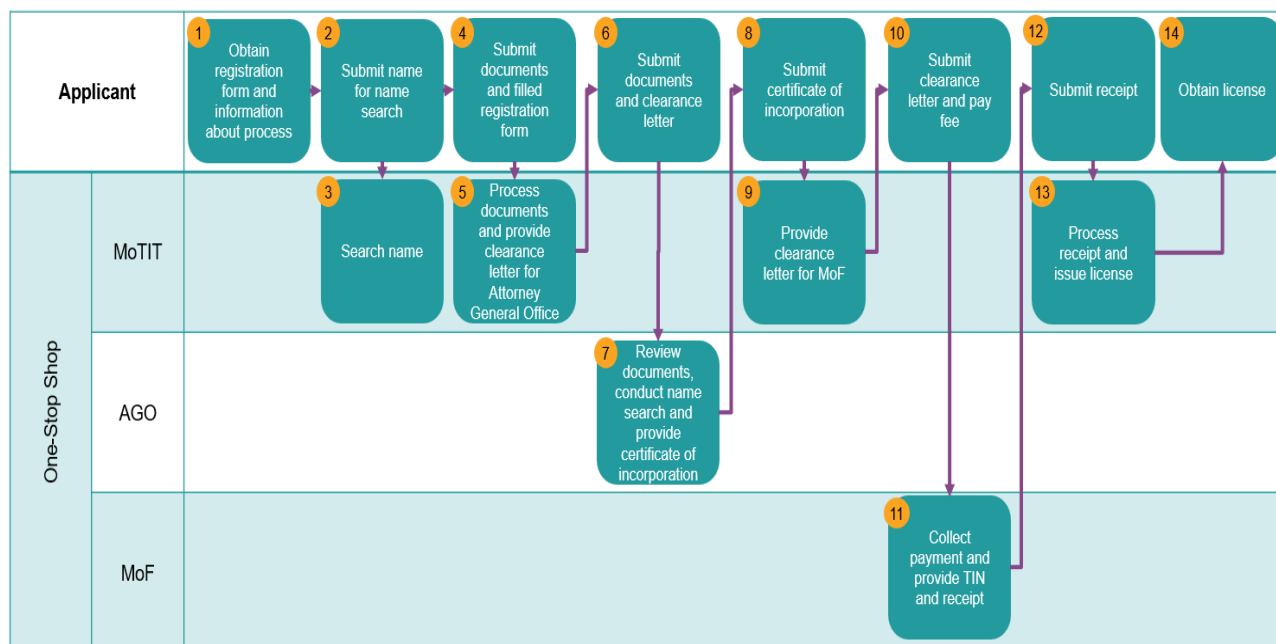 Applicant
1
Obtain
registration
form and
information
about process
2
Submit name
for name
search
4
Submit
documents
and filled
registration
form
6
Submit
documents
and clearance
letter
8
Submit
certificate of
incorporation
10
Submit
clearance
letter and pay
fee
12
Submit receipt
14
Obtain license
One-Stop Shop
MoTIT
3
Search name
5
Process
documents
and provide
clearance
letter for
Attorney
General Office
9
Provide
clearance
letter for MoF
13
Process
receipt and
issue license
AGO
7
Review
documents,
conduct name
search and
provide
certificate of
incorporation
MoF
11
Collect
payment and
provide TIN
and receipt